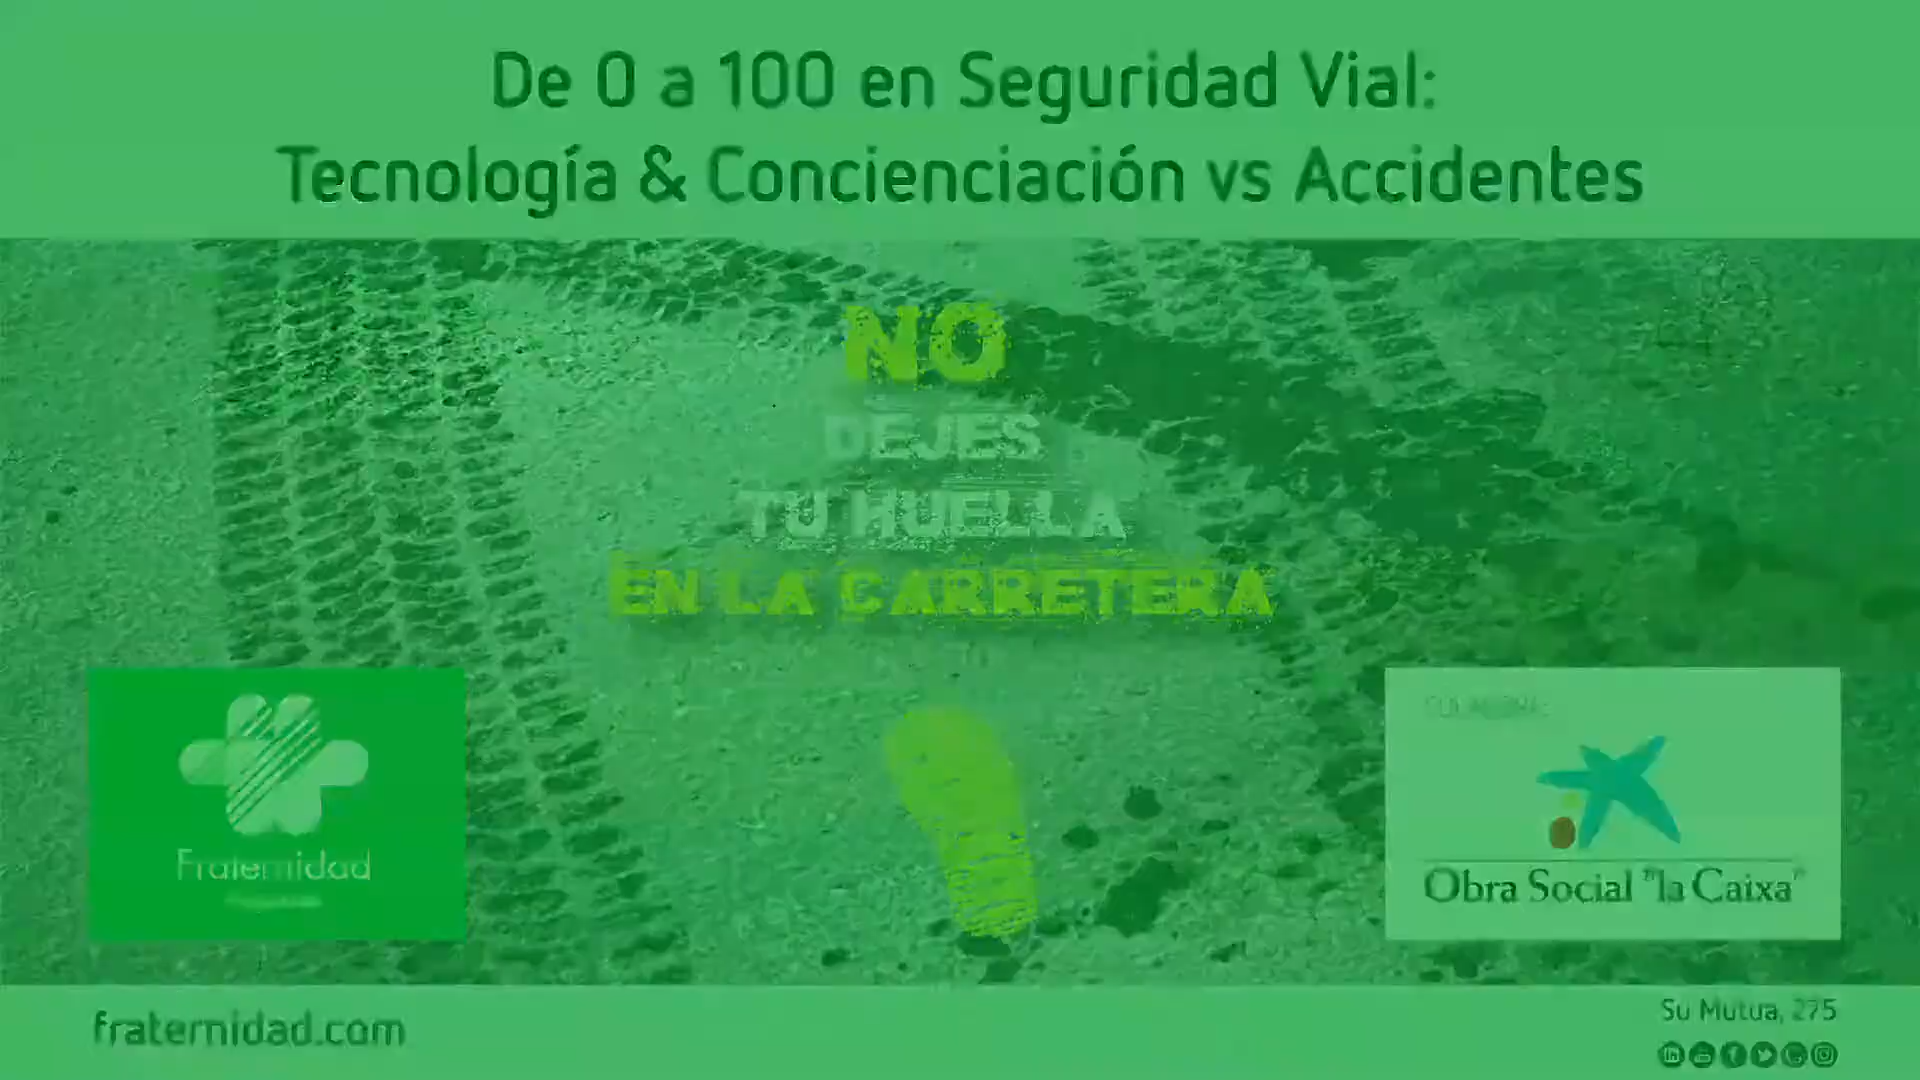 De 0 a 100 en Seguridad Vial:
Tecnología & Concienciación vs Accidentes
NO
DEJES
TU HUELLA
EN LA CARRETERA
Fraternidad
COLABORA:
Obra Social "la Caixa"
fraternidad.com
Su Mutua, 275